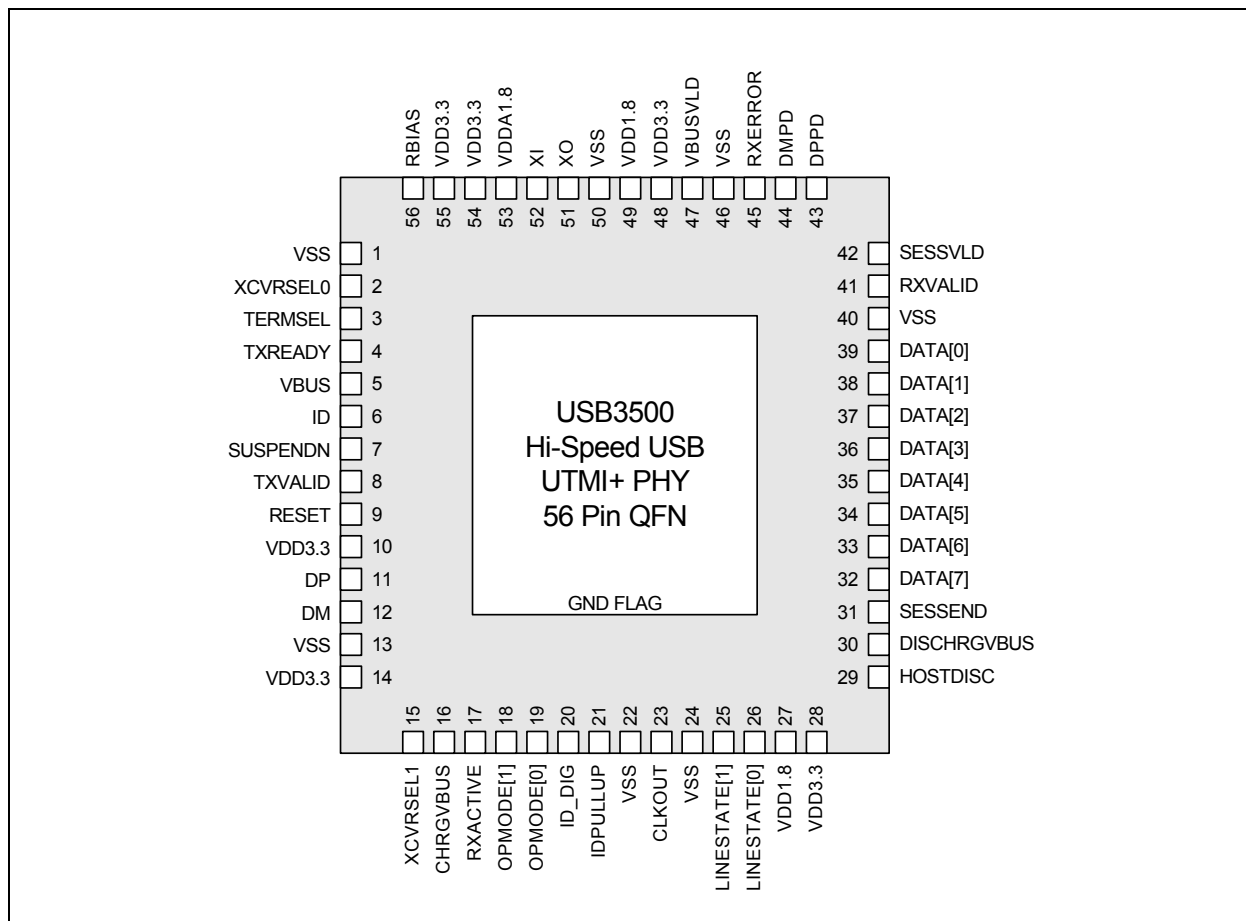 RBIAS
VDD3.3
VDD3.3
VDDA1.8
XI
XO
VSS
VDD1.8
VDD3.3
VBUSVLD
VSS
RXERROR
DMPD
DPPD
56
55
54
53
52
51
50
49
48
47
46
45
44
43
VSS 1
XCVRSEL0 2
TERMSEL 3
TXREADY 4
VBUS 5
ID 6
SUSPENDN 7
TXVALID 8
RESET 9
VDD3.3 10
DP 11
DM 12
VSS 13
VDD3.3 14
USB3500
Hi-Speed USB
UTMI+ PHY
56 Pin QFN
GND FLAG
42 SESSVLD
41 RXVALID
40 VSS
39 DATA[0]
38 DATA[1]
37 DATA[2]
36 DATA[3]
35 DATA[4]
34 DATA[5]
33 DATA[6]
32 DATA[7]
31 SESSEND
30 DISCHRGVBUS
29 HOSTDISC
15
16
17
18
19
20
21
22
23
24
25
26
27
28
XCVRSEL1
CHRGVBUS
RXACTIVE
OPMODE[1]
OPMODE[0]
ID_DIG
IDPULLUP
VSS
CLKOUT
VSS
LINESTATE[1]
LINESTATE[0]
VDD1.8
VDD3.3